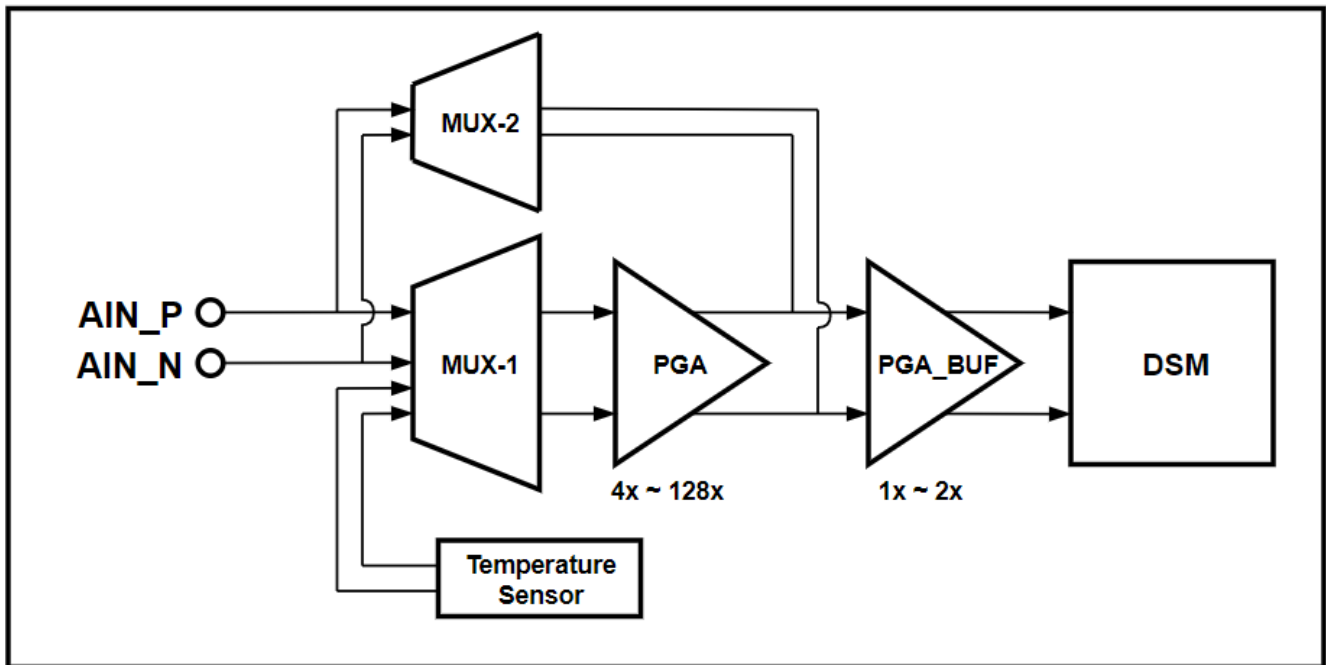 MUX-2
AIN_P
AIN_N
MUX-1
PGA
PGA_BUF
DSM
4x ~ 128x
1x ~ 2x
Temperature
Sensor